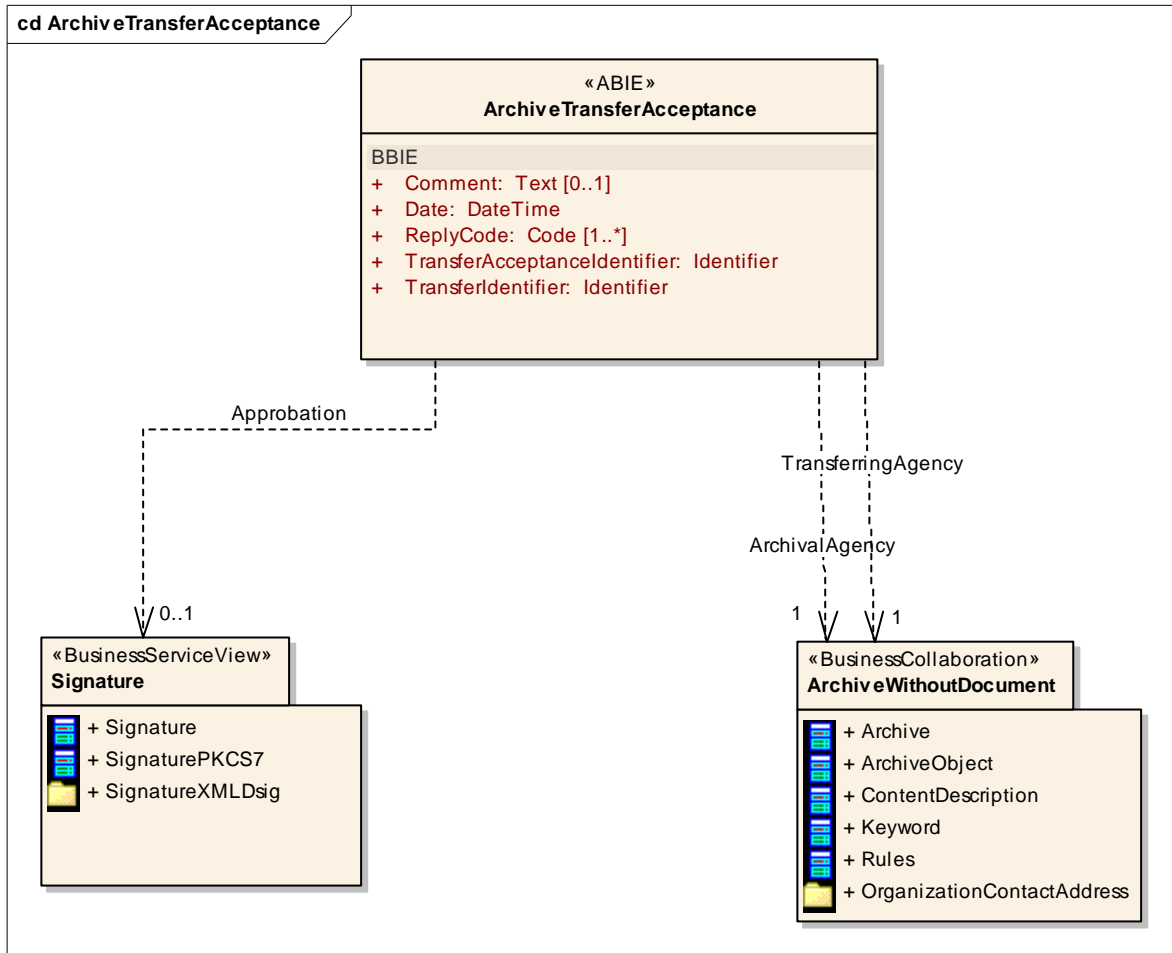 cd ArchiveTransferAcceptance
«ABIE»
ArchiveTransferAcceptance
BBIE
+ Comment: Text [0..1]
+ Date: DateTime
+ ReplyCode: Code [1..*]
+ TransferAcceptanceIdentifier: Identifier
+ TransferIdentifier: Identifier
Approbation
TransferringAgency
ArchivalAgency
0..1
1
1
«BusinessServiceView»
Signature
+ Signature
+ SignaturePKCS7
+ SignatureXMLDsig
«BusinessCollaboration»
ArchiveWithoutDocument
+ Archive
+ ArchiveObject
+ ContentDescription
+ Keyword
+ Rules
+ OrganizationContactAddress